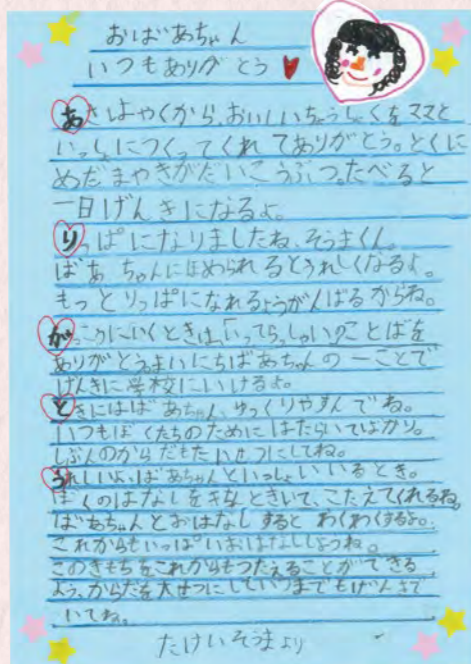 おばあちゃん
いつもありがとう
あさはやくから、おいしいちょうしょくをママと
いっしょにつくってくれてありがとう。とくに
めだまやきがだいこうぶつ。たべると
一日げんきになるよ。
りっぱになりましたね、そうまくん。
ばあちゃんにほめられるとうれしくなるよ。
もっとりっぱになれるようがんばるからね。
がっこうにいくときは、「いってらっしゃい」のことばを
ありがとう。まいにちばあちゃんの一ことで
げんきに学校にいけるよ。
ときにはばあちゃん、ゆっくりやすんでね。
いつもぼくたちのためにはたらいてばかり。
じぶんのからだもたいせつにしてね。
うれしいよ、ばあちゃんといっしょにいるとき。
ぼくのはなしをきいて、こたえてくれるね。
ばあちゃんとおはなしするとわくわくするよ。
これからもいっぱいおはなししようね。
このきもちをこれからもつたえることができる
よう、からだを大せつにしていつまでもげんきで
いてね。
たけいそうまより